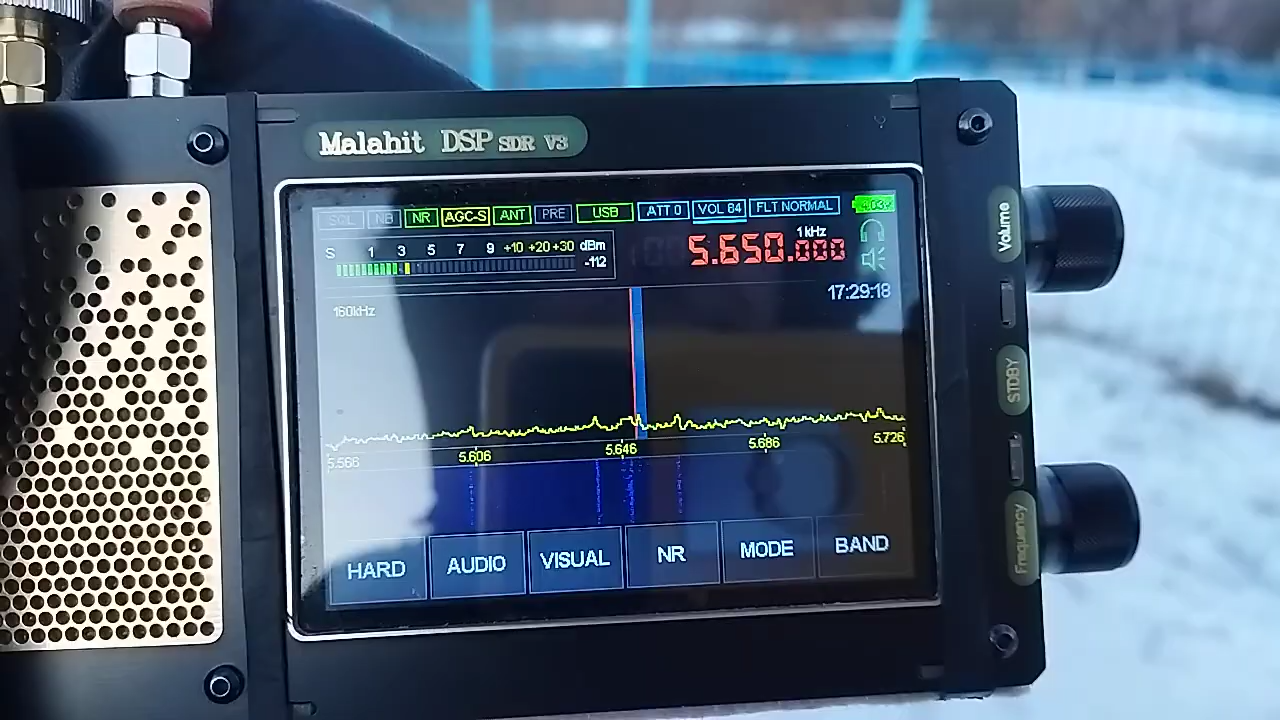 Malahit DSP SDR V3
SQL NB NR AGC-S ANT PRE USB ATT 0 VOL 64 FLT NORMAL
S 1 3 5 7 9 +10 +20 +30 dBm
-112
1kHz
5.650.000
17:29:18
160kHz
5.566 5.606 5.646 5.686 5.726
HARD AUDIO VISUAL NR MODE BAND
Volume
STDBY
Frequency